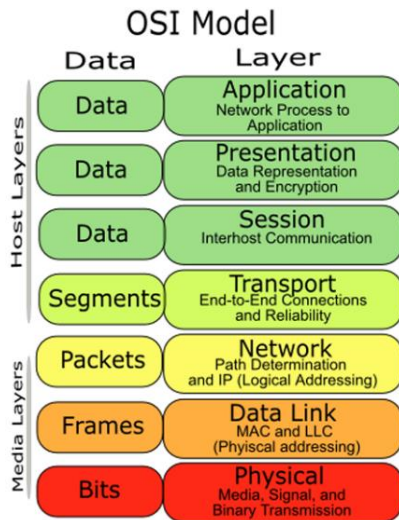 OSI Model
Data Layer
Host Layers
Data
Application
Network Process to
Application
Data
Presentation
Data Representation
and Encryption
Data
Session
Interhost Communication
Segments
Transport
End-to-End Connections
and Reliability
Media Layers
Packets
Network
Path Determination
and IP (Logical Addressing)
Frames
Data Link
MAC and LLC
(Phyiscal addressing)
Bits
Physical
Media, Signal, and
Binary Transmission